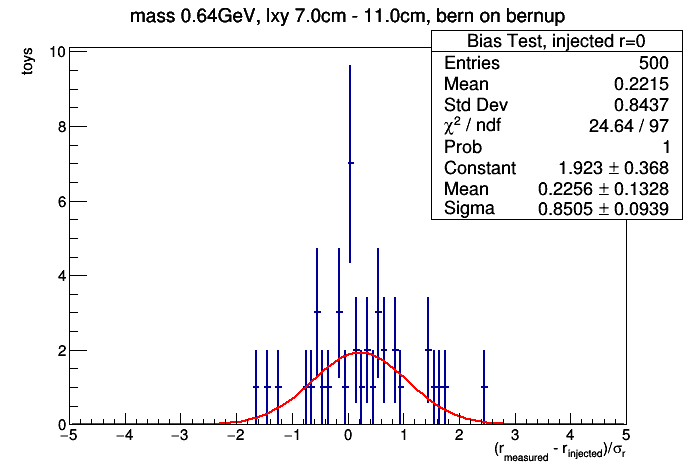 mass 0.64GeV, lxy 7.0cm - 11.0cm, bern on bernup
toys
Bias Test, injected r=0
Entries 500
Mean 0.2215
Std Dev 0.8437
χ² / ndf 24.64 / 97
Prob 1
Constant 1.923 ± 0.368
Mean 0.2256 ± 0.1328
Sigma 0.8505 ± 0.0939
10
8
6
4
2
0
−5 −4 −3 −2 −1 0 1 2 3 4 5
(r_measured - r_injected)/σ_r